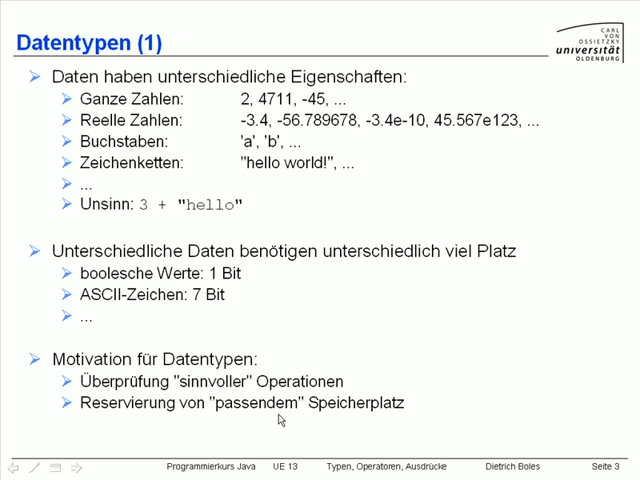 Datentypen (1)
CARL
VON
OSSIETZKY
universität
OLDENBURG
Daten haben unterschiedliche Eigenschaften:
Ganze Zahlen: 2, 4711, -45, ...
Reelle Zahlen: -3.4, -56.789678, -3.4e-10, 45.567e123, ...
Buchstaben: 'a', 'b', ...
Zeichenketten: "hello world!", ...
...
Unsinn: 3 + "hello"
Unterschiedliche Daten benötigen unterschiedlich viel Platz
boolesche Werte: 1 Bit
ASCII-Zeichen: 7 Bit
...
Motivation für Datentypen:
Überprüfung "sinnvoller" Operationen
Reservierung von "passendem" Speicherplatz
Programmierkurs Java UE 13 Typen, Operatoren, Ausdrücke Dietrich Boles Seite 3